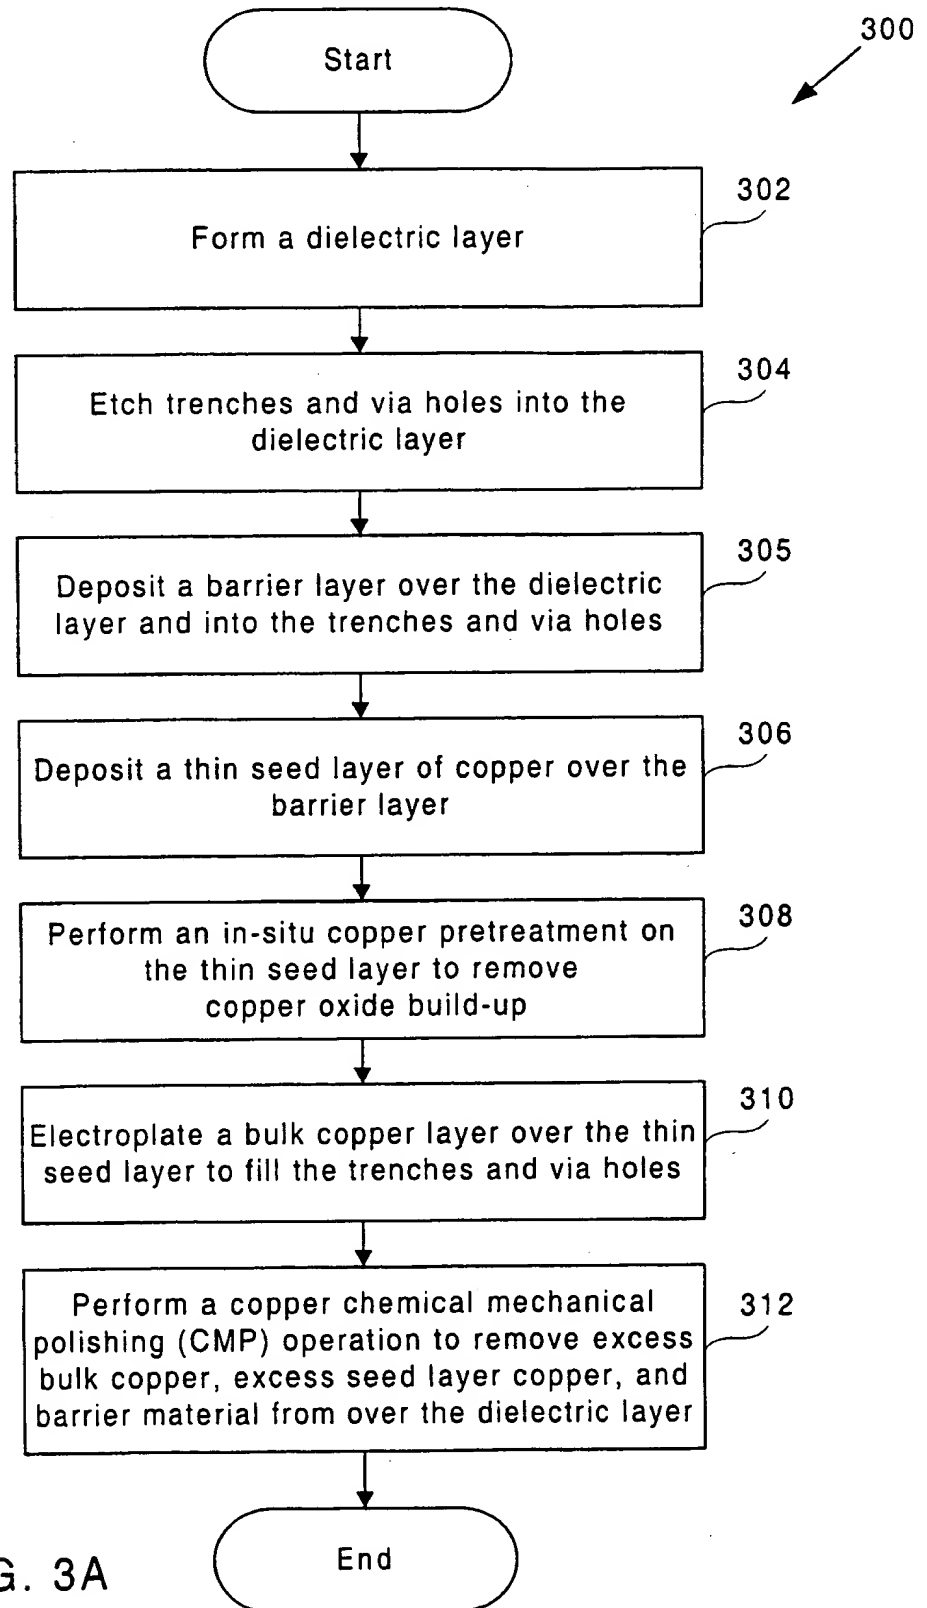 Start
300
302
Form a dielectric layer
304
Etch trenches and via holes into the
dielectric layer
305
Deposit a barrier layer over the dielectric
layer and into the trenches and via holes
306
Deposit a thin seed layer of copper over the
barrier layer
308
Perform an in-situ copper pretreatment on
the thin seed layer to remove
copper oxide build-up
310
Electroplate a bulk copper layer over the thin
seed layer to fill the trenches and via holes
312
Perform a copper chemical mechanical
polishing (CMP) operation to remove excess
bulk copper, excess seed layer copper, and
barrier material from over the dielectric layer
End
G. 3A